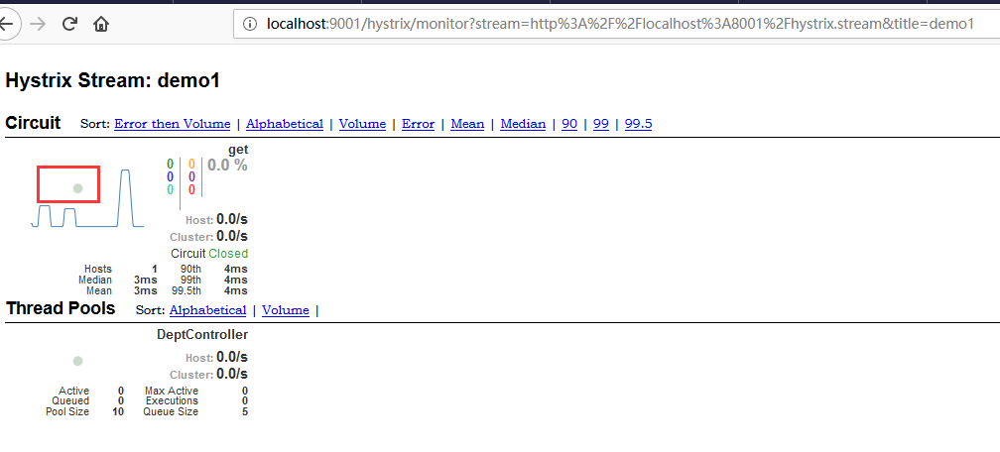 localhost:9001/hystrix/monitor?stream=http%3A%2F%2Flocalhost%3A8001%2Fhystrix.stream&title=demo1
Hystrix Stream: demo1
Circuit Sort: Error then Volume | Alphabetical | Volume | Error | Mean | Median | 90 | 99 | 99.5
get
0 0 0.0 %
0 0
0 0
Host: 0.0/s
Cluster: 0.0/s
Circuit Closed
Hosts 1 90th 4ms
Median 3ms 99th 4ms
Mean 3ms 99.5th 4ms
Thread Pools Sort: Alphabetical | Volume |
DeptController
Host: 0.0/s
Cluster: 0.0/s
Active 0 Max Active 0
Queued 0 Executions 0
Pool Size 10 Queue Size 5